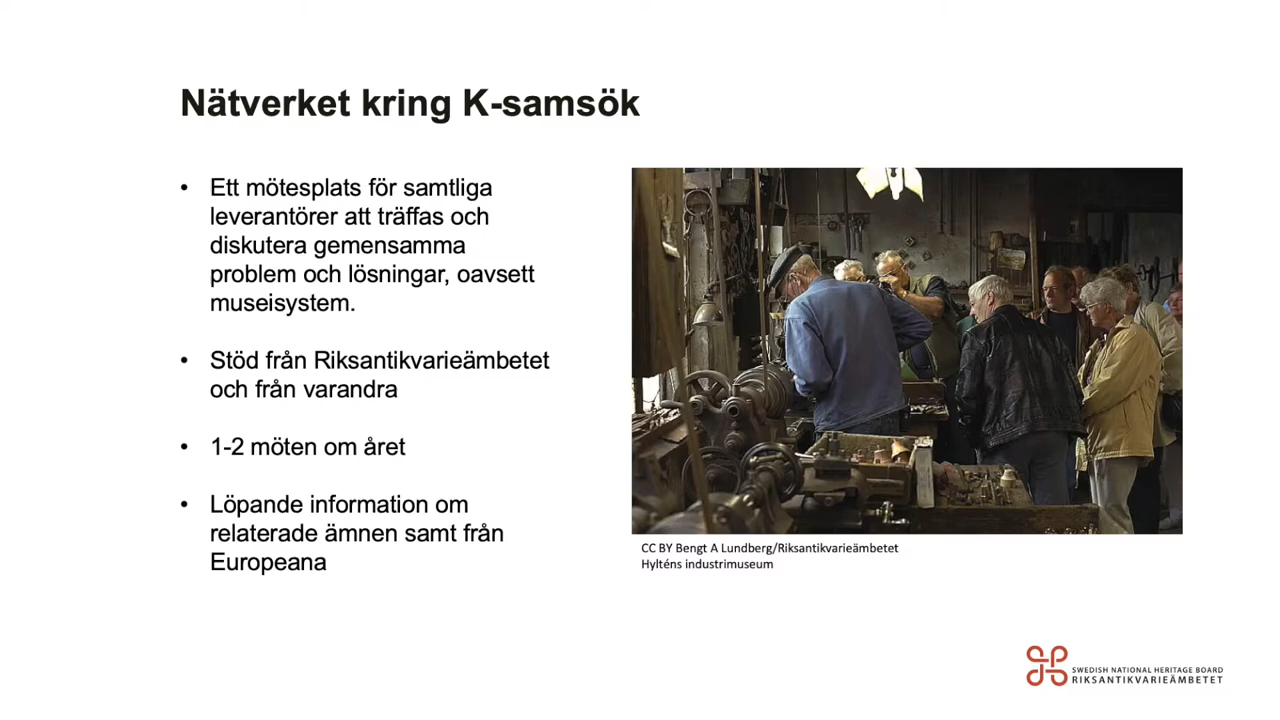 Nätverket kring K-samsök
• Ett mötesplats för samtliga
leverantörer att träffas och
diskutera gemensamma
problem och lösningar, oavsett
museisystem.
• Stöd från Riksantikvarieämbetet
och från varandra
• 1-2 möten om året
• Löpande information om
relaterade ämnen samt från
Europeana
CC BY Bengt A Lundberg/Riksantikvarieämbetet
Hylténs industrimuseum
SWEDISH NATIONAL HERITAGE BOARD
RIKSANTIKVARIEÄMBETET